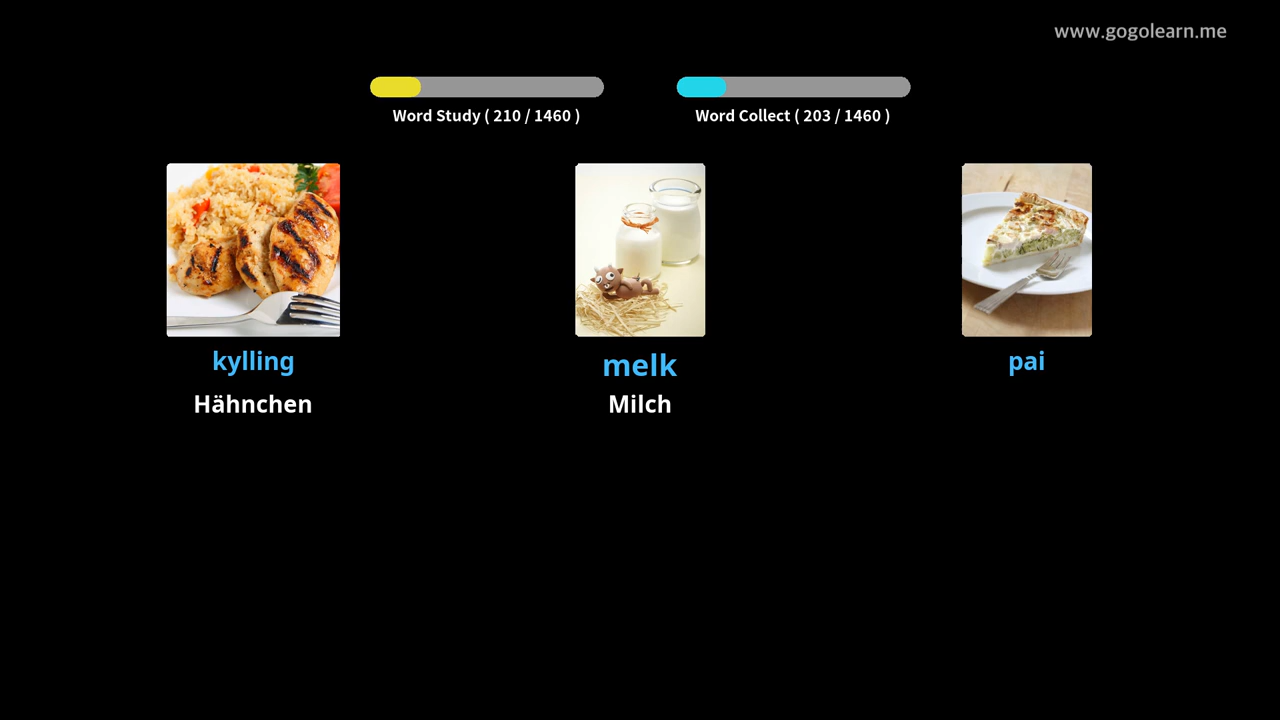 www.gogolearn.me
Word Study ( 210 / 1460 )
Word Collect ( 203 / 1460 )
kylling
melk
pai
Hähnchen
Milch